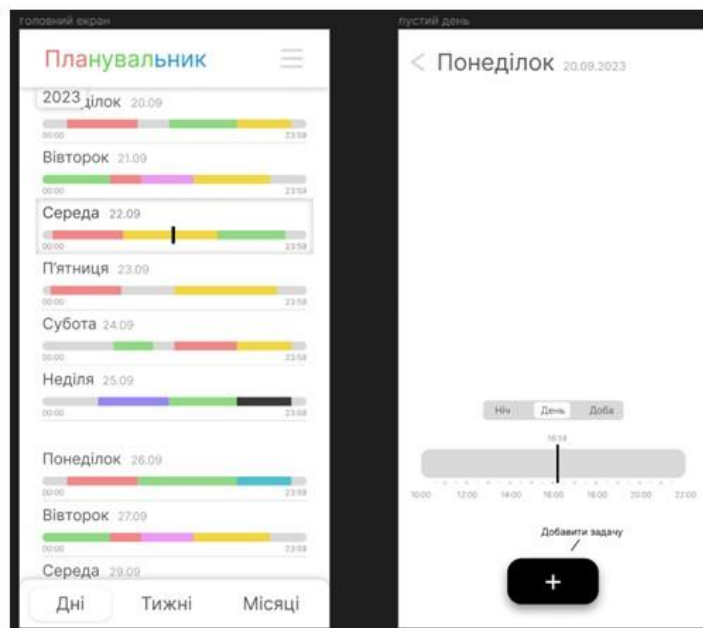 головний екран
Планувальник
2023
ділок 20.09
00:00 23:59
Вівторок 21.09
00:00 23:59
Середа 22.09
00:00 23:59
П'ятниця 23.09
00:00 23:59
Субота 24.09
00:00 23:59
Неділя 25.09
00:00 23:59
Понеділок 26.09
00:00 23:59
Вівторок 27.09
00:00 23:59
Середа 29.09
Дні Тижні Місяці
пустий день
< Понеділок 20.09.2023
Ніч День Доба
16:14
10:00 12:00 14:00 16:00 18:00 20:00 22:00
Добавити задачу
+